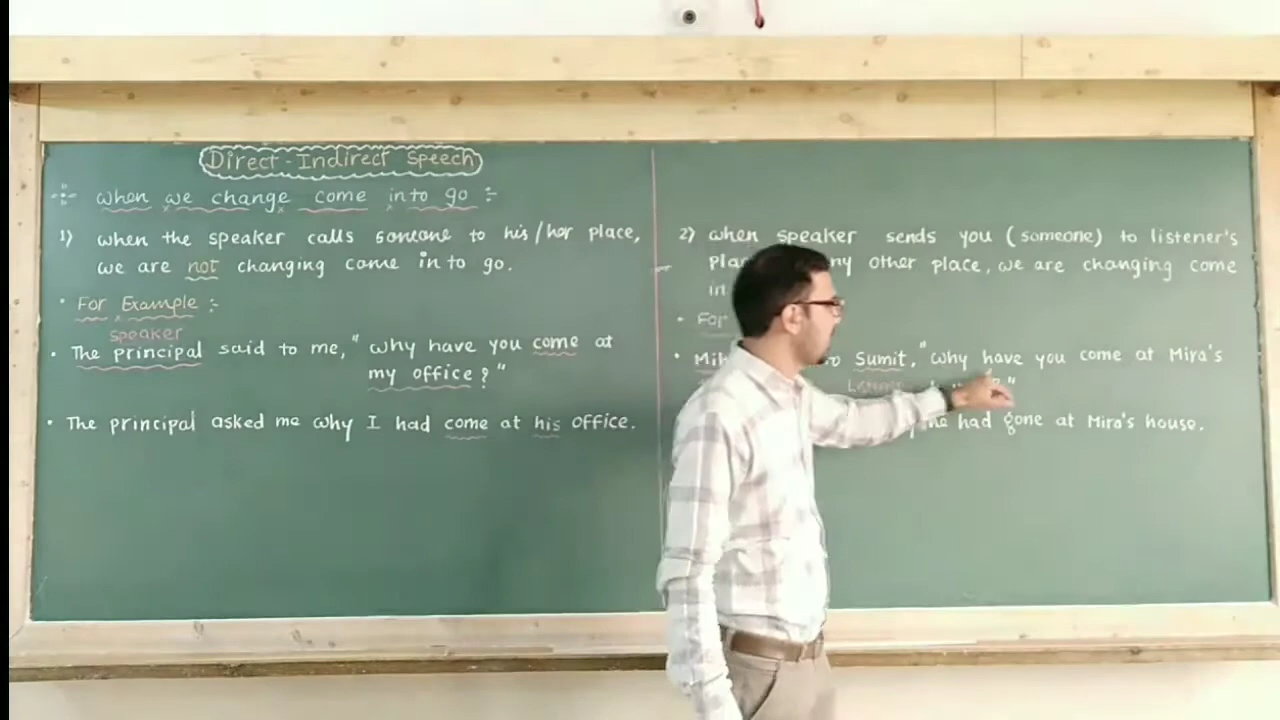 Direct-Indirect Speech
when we change come into go :-
1) when the speaker calls someone to his/her place,
we are not changing come in to go.
• For Example :-
speaker
• The principal said to me, "why have you come at
my office?"
• The principal asked me why I had come at his office.
2) when speaker sends you (someone) to listener's
other place, we are changing come
in
• For
• Sumit, "why have you come at Mira's
Listener
he had gone at Mira's house.